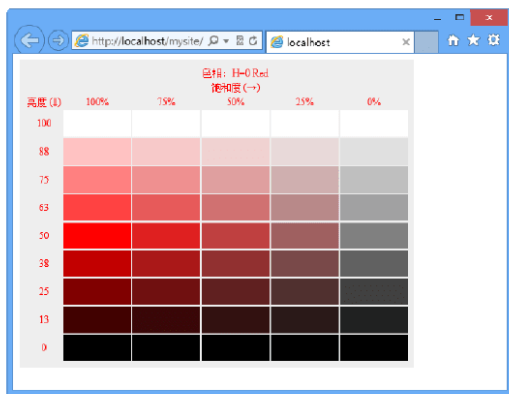 http://localhost/mysite/
localhost
色相：H=0 Red
饱和度 (→)
亮度 100% 75% 50% 25% 0%
100
88
75
63
50
38
25
13
0